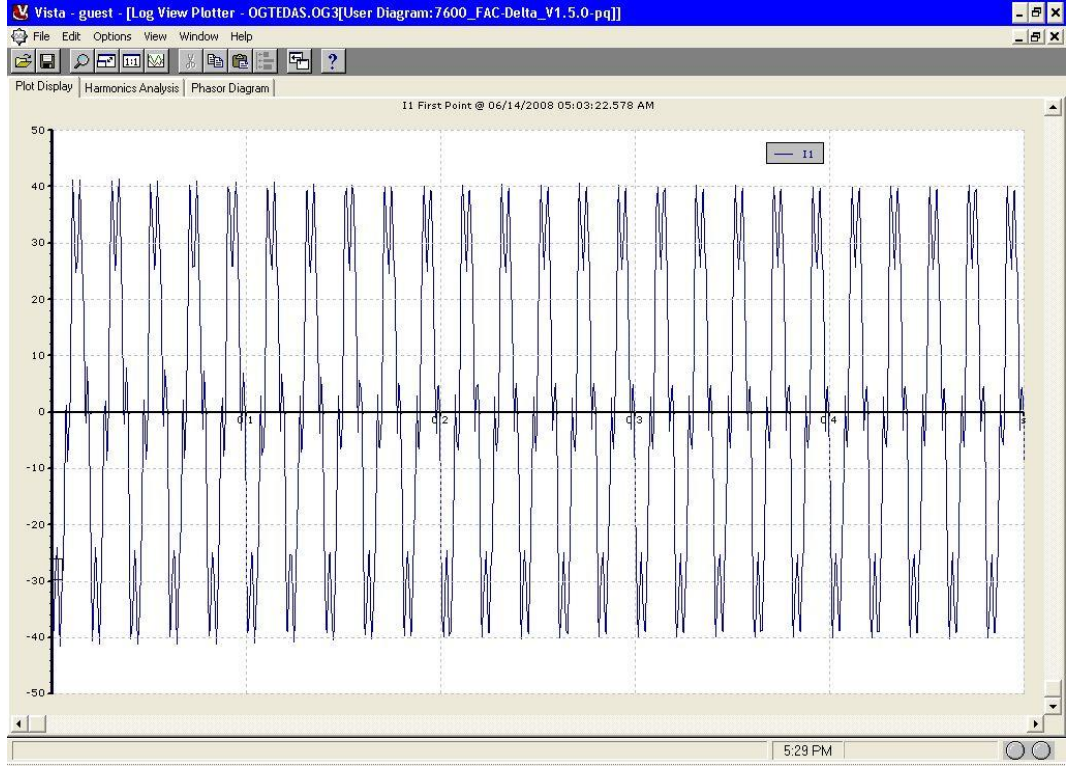 Vista - guest - [Log View Plotter - OGTEDAS.OG3[User Diagram:7600_FAC-Delta_V1.5.0-pq]]
File Edit Options View Window Help
1:1 ?
Plot Display Harmonics Analysis Phasor Diagram
I1 First Point @ 06/14/2008 05:03:22.578 AM
I1
50
40
30
20
10
0
-10
-20
-30
-40
-50
0.1 0.2 0.3 0.4 s
5:29 PM